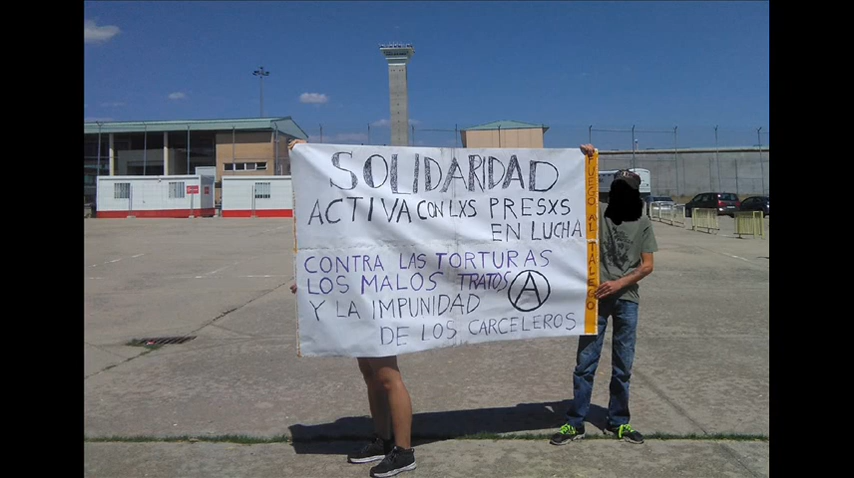 SOLIDARIDAD
ACTIVA CON LXS PRESXS
EN LUCHA
CONTRA LAS TORTURAS
LOS MALOS TRATOS
Y LA IMPUNIDAD
DE LOS CARCELEROS
A
FUEGO AL TALEGO